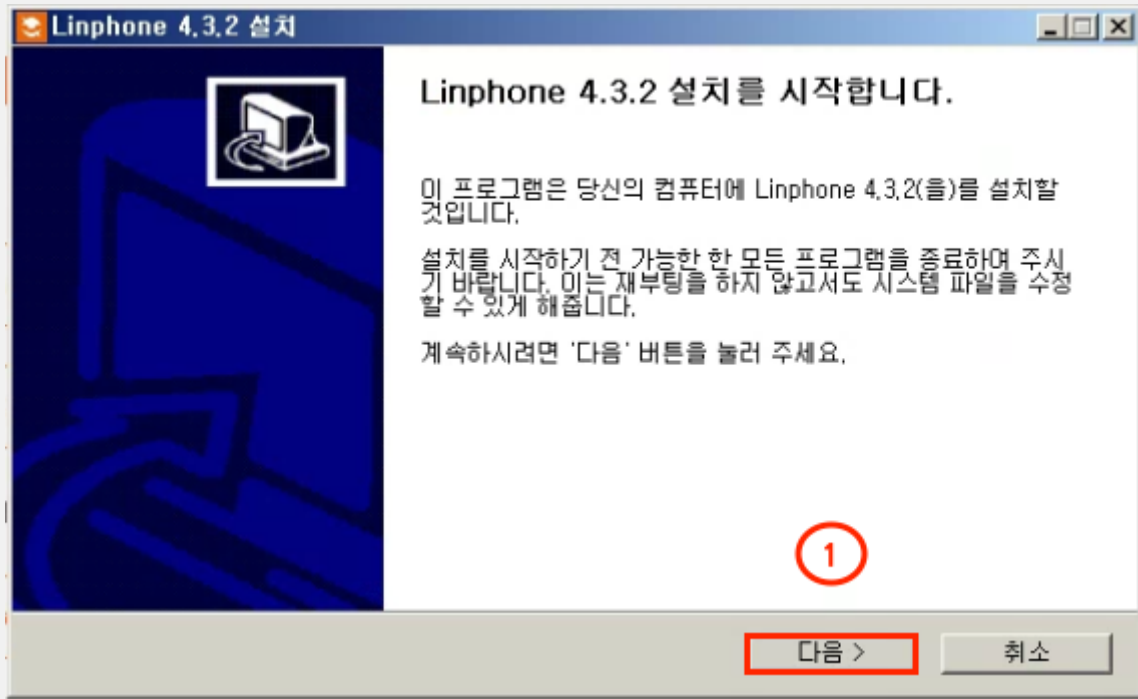 Linphone 4.3.2 설치
Linphone 4.3.2 설치를 시작합니다.
이 프로그램은 당신의 컴퓨터에 Linphone 4.3.2(을)를 설치할
것입니다.
설치를 시작하기 전 가능한 한 모든 프로그램을 종료하여 주시
기 바랍니다. 이는 재부팅을 하지 않고서도 시스템 파일을 수정
할 수 있게 해줍니다.
계속하시려면 '다음' 버튼을 눌러 주세요.
1
다음 >
취소